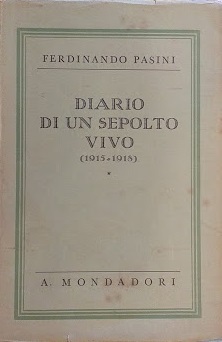 FERDINANDO PASINI
DIARIO
DI UN SEPOLTO
VIVO
(1915-1918)
A. MONDADORI